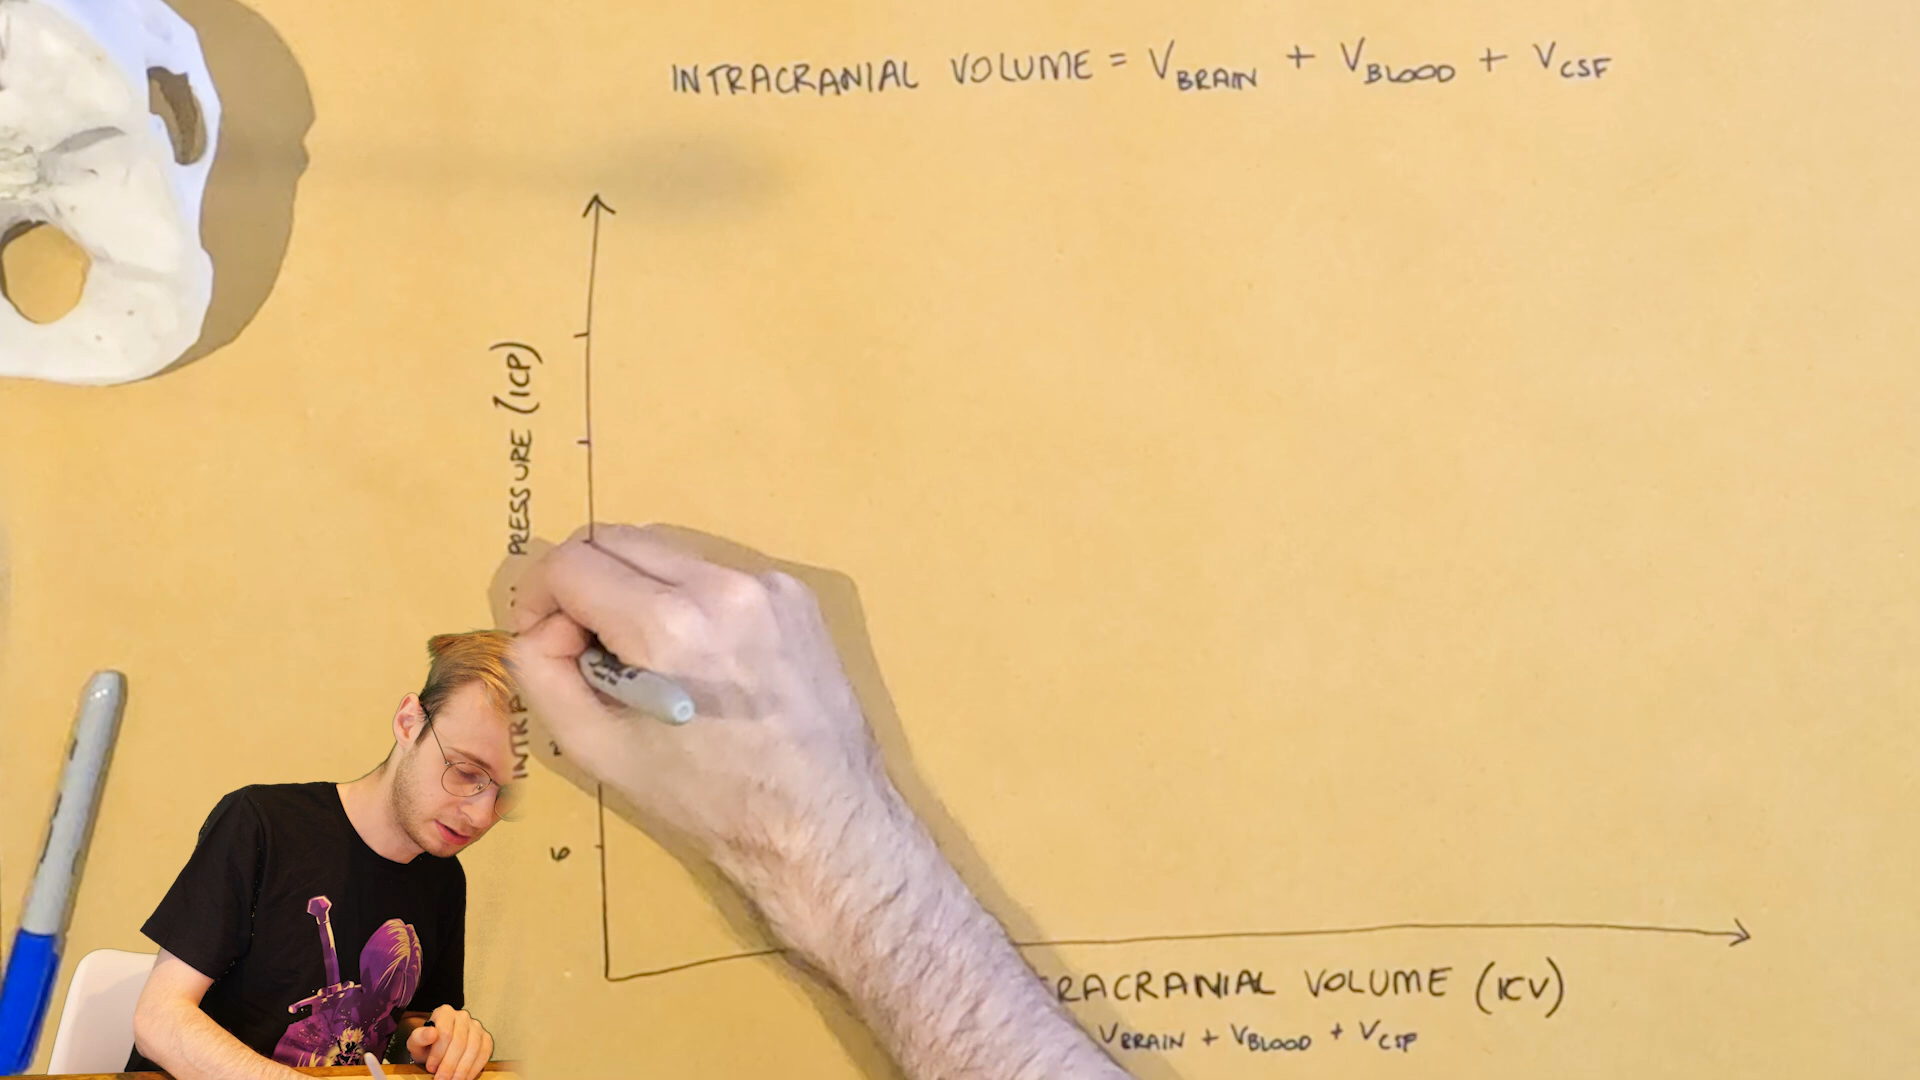 INTRACRANIAL VOLUME = VBRAIN + VBLOOD + VCSF
PRESSURE (ICP)
6
RACRANIAL VOLUME (ICV)
VBRAIN + VBLOOD + VCSF